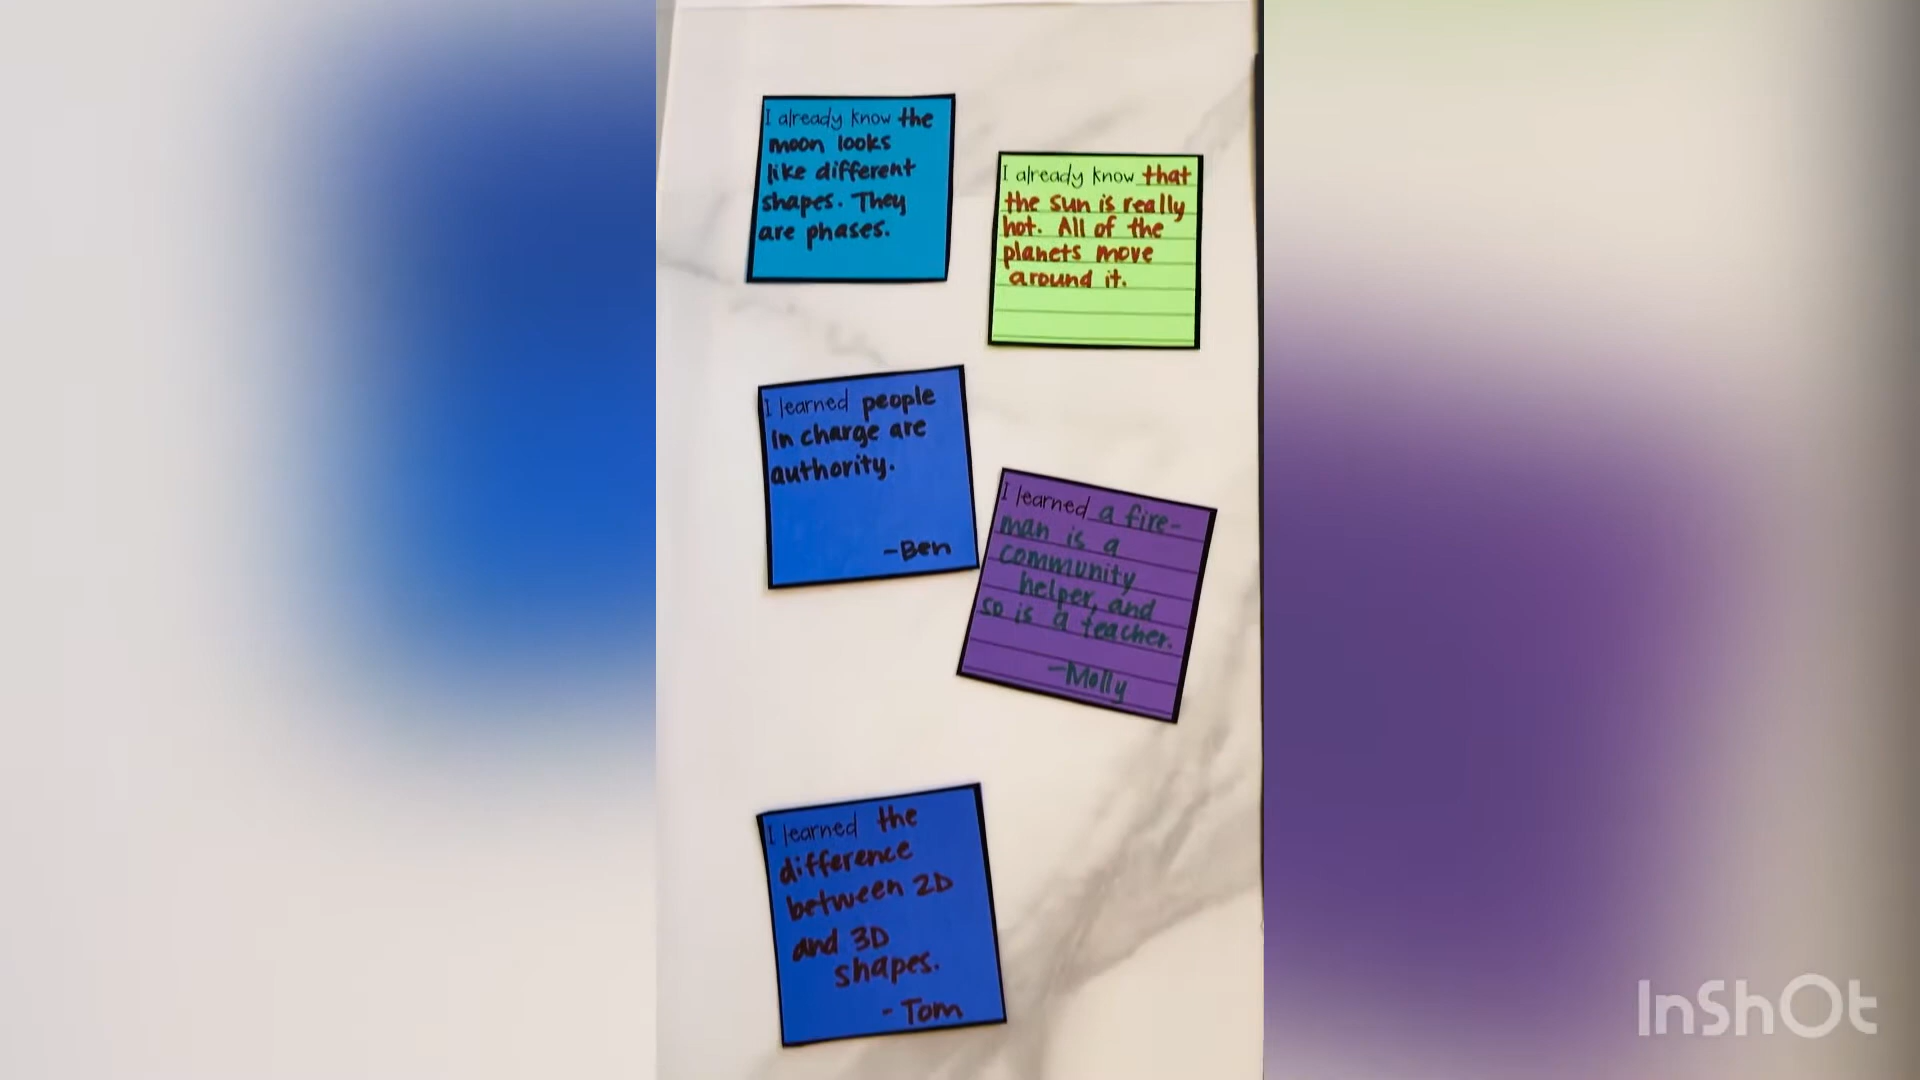 I already know the
moon looks
like different
shapes. They
are phases.
I already know that
the sun is really
hot. All of the
planets move
around it.
I learned people
in charge are
authority.
-Ben
I learned a fire-
man is a
community
helper, and
so is a teacher.
-Molly
I learned the
difference
between 2D
and 3D
shapes.
- Tom
InShOt